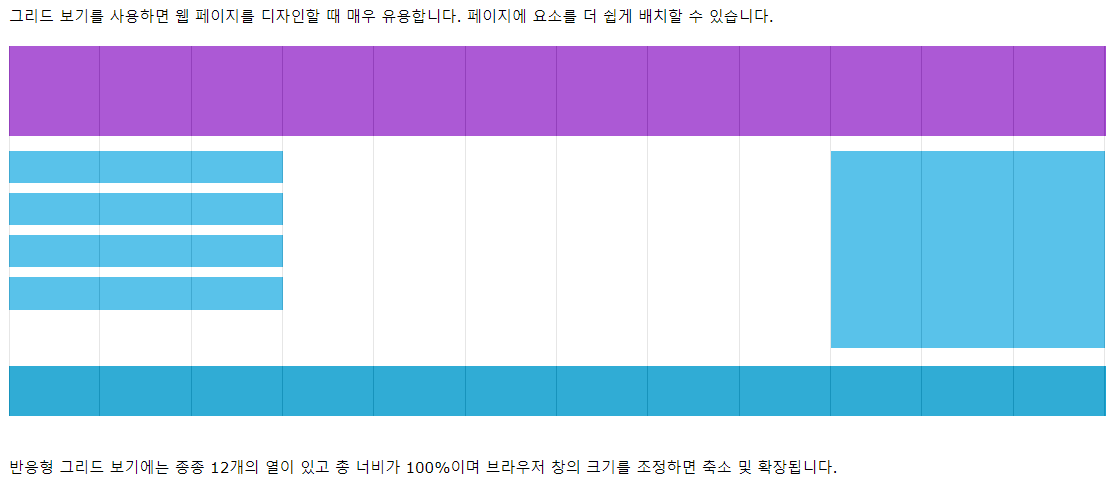 그리드 보기를 사용하면 웹 페이지를 디자인할 때 매우 유용합니다. 페이지에 요소를 더 쉽게 배치할 수 있습니다.
반응형 그리드 보기에는 종종 12개의 열이 있고 총 너비가 100%이며 브라우저 창의 크기를 조정하면 축소 및 확장됩니다.